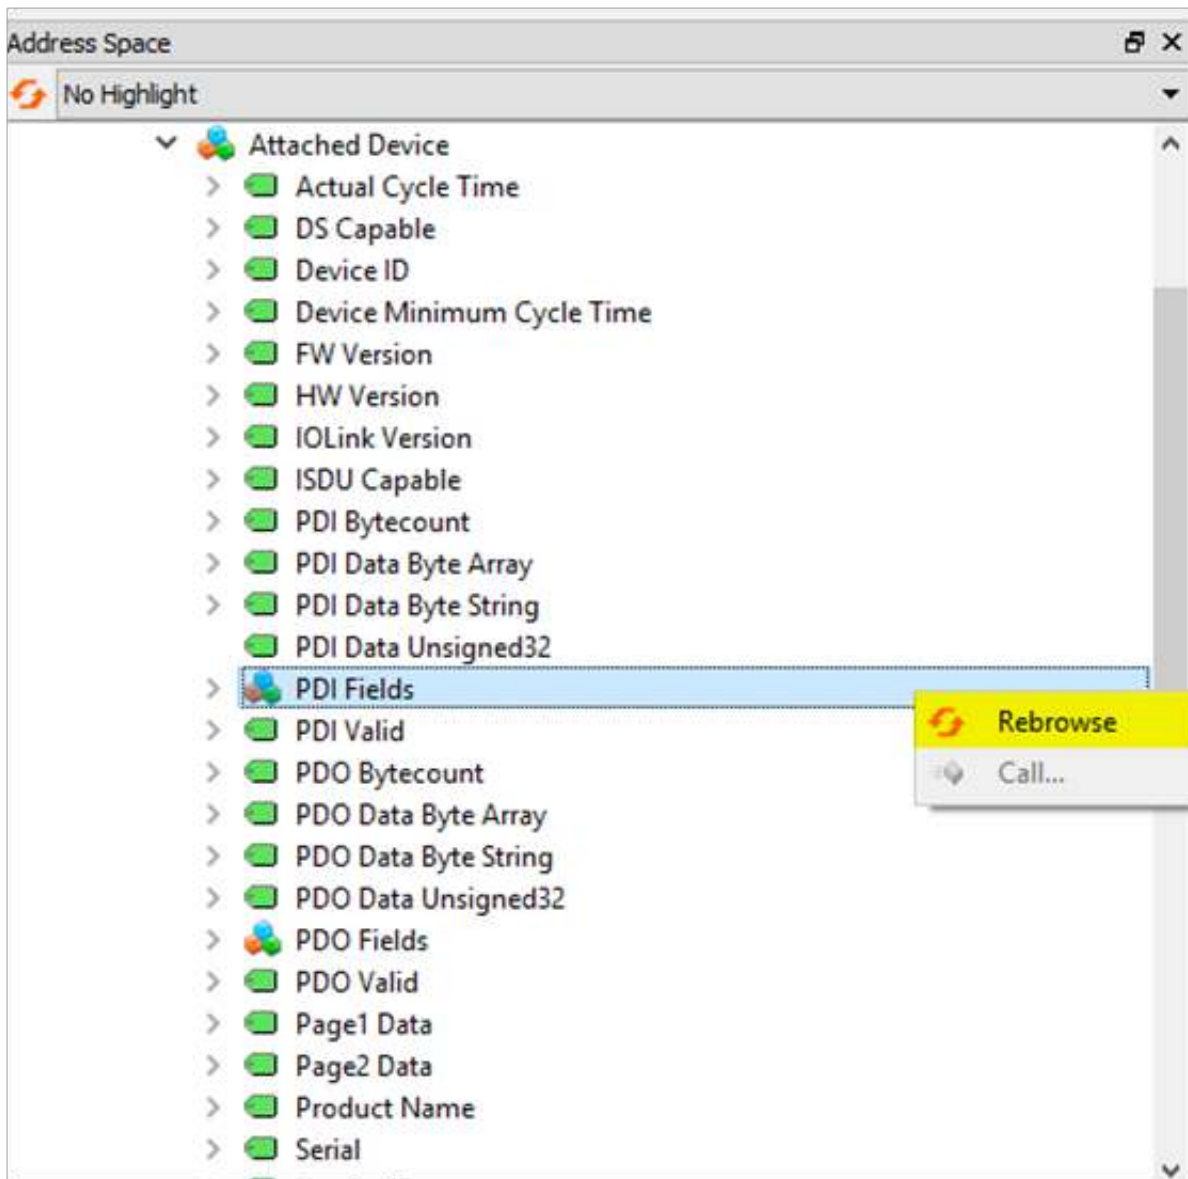 Address Space
No Highlight
Attached Device
Actual Cycle Time
DS Capable
Device ID
Device Minimum Cycle Time
FW Version
HW Version
IOLink Version
ISDU Capable
PDI Bytecount
PDI Data Byte Array
PDI Data Byte String
PDI Data Unsigned32
PDI Fields
Rebrowse
PDI Valid
Call...
PDO Bytecount
PDO Data Byte Array
PDO Data Byte String
PDO Data Unsigned32
PDO Fields
PDO Valid
Page1 Data
Page2 Data
Product Name
Serial